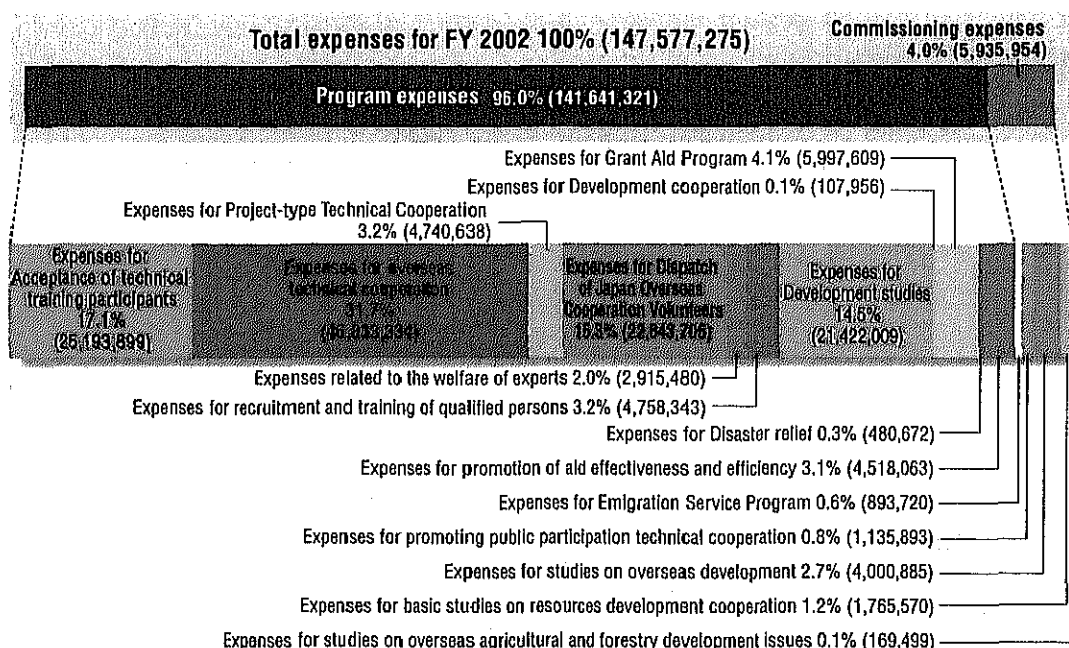 Total expenses for FY 2002 100% (147,577,275)
Commissioning expenses
4.0% (5,935,954)
Program expenses 96.0% (141,641,321)
Expenses for Grant Aid Program 4.1% (5,997,609)
Expenses for Development cooperation 0.1% (107,956)
Expenses for Project-type Technical Cooperation
3.2% (4,740,638)
Expenses for
Acceptance of technical
training participants
17.1%
(25,193,899)
Expenses for overseas
technical cooperation
31.7%
Expenses for Dispatch
of Japan Overseas
Cooperation Volunteers
15.3%
Expenses for
Development studies
14.5%
(21,422,009)
Expenses related to the welfare of experts 2.0% (2,915,480)
Expenses for recruitment and training of qualified persons 3.2% (4,758,343)
Expenses for Disaster relief 0.3% (480,672)
Expenses for promotion of aid effectiveness and efficiency 3.1% (4,518,063)
Expenses for Emigration Service Program 0.6% (893,720)
Expenses for promoting public participation technical cooperation 0.8% (1,135,893)
Expenses for studies on overseas development 2.7% (4,000,885)
Expenses for basic studies on resources development cooperation 1.2% (1,765,570)
Expenses for studies on overseas agricultural and forestry development issues 0.1% (169,499)